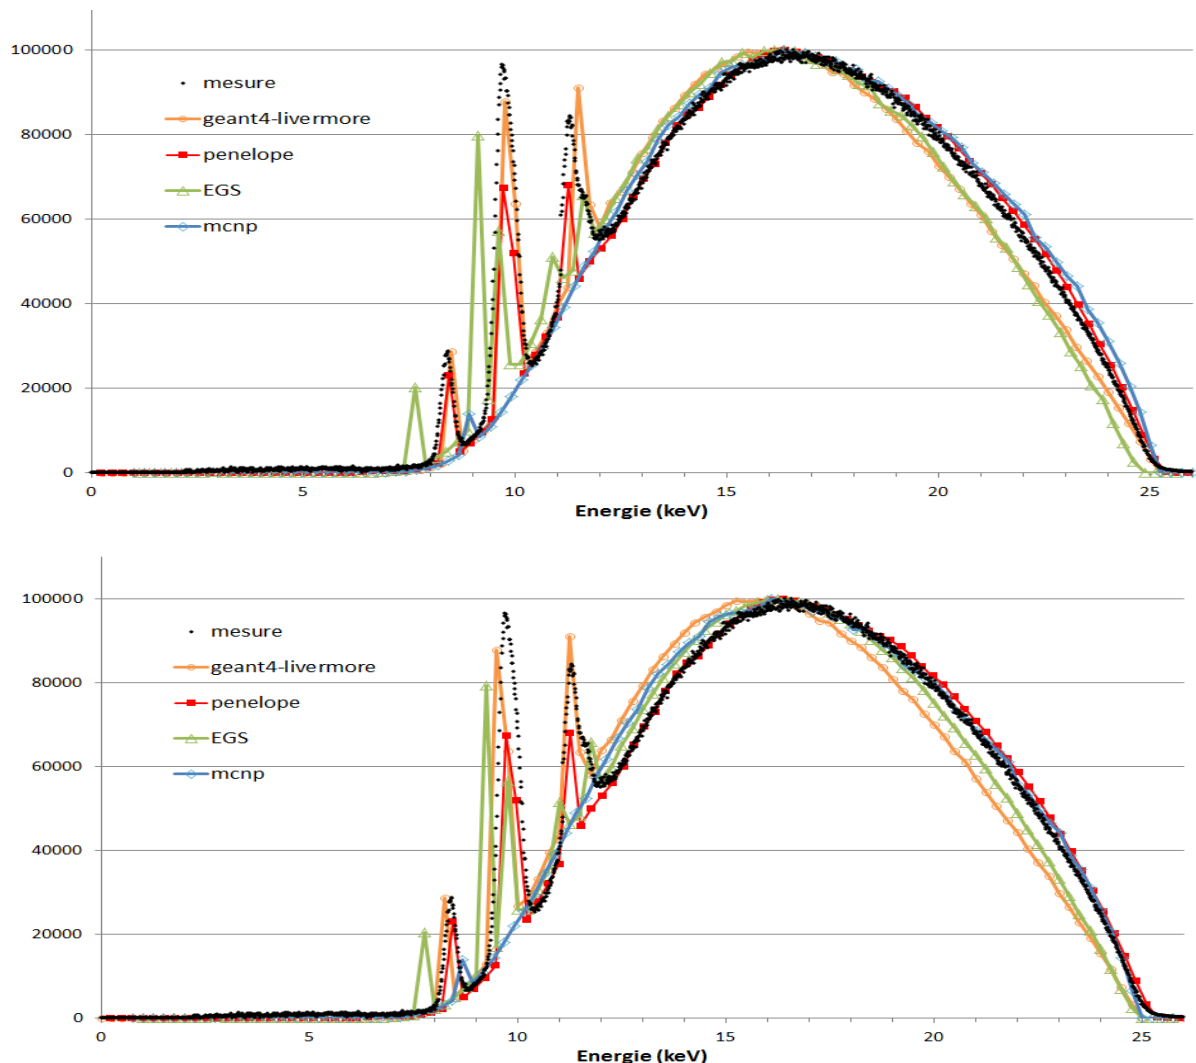 100000
80000
60000
40000
20000
0
mesure
geant4-livermore
penelope
EGS
mcnp
0 5 10 15 20 25
Energie (keV)
100000
80000
60000
40000
20000
0
mesure
geant4-livermore
penelope
EGS
mcnp
0 5 10 15 20 25
Energie (keV)